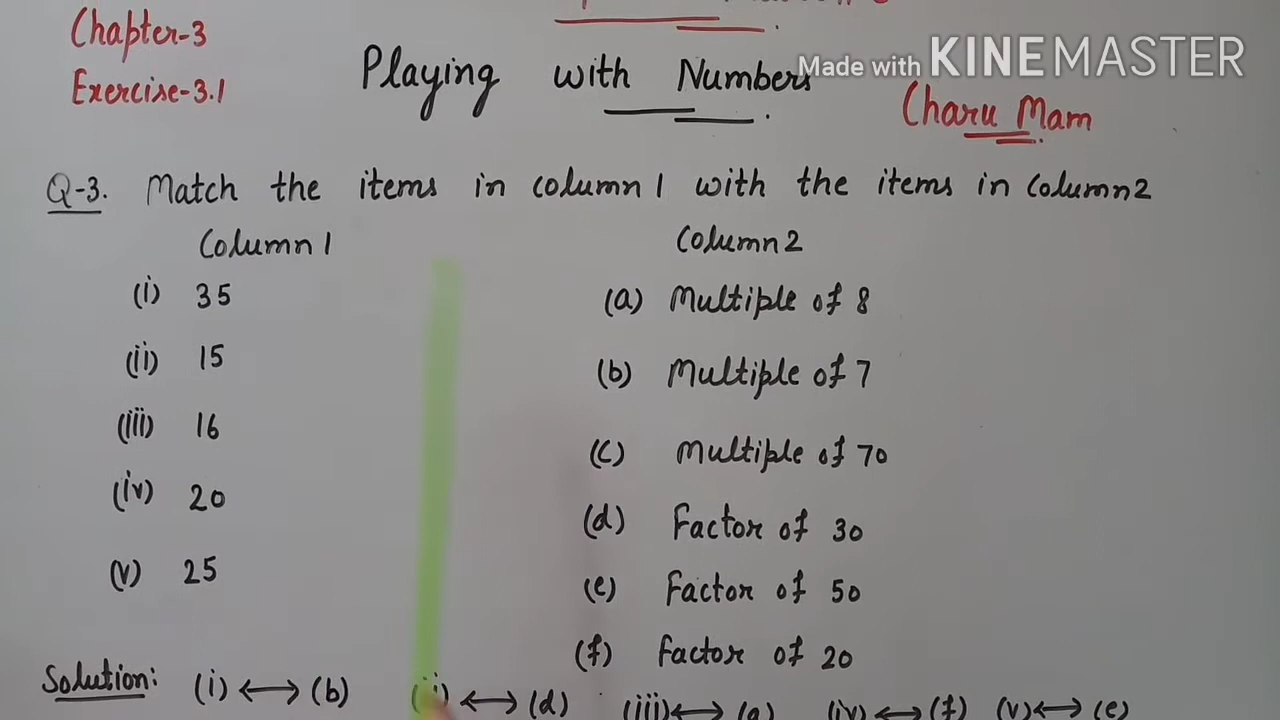 Chapter-3
Exercise-3.1
Playing with Numbers
Made with KINEMASTER
Charu Mam
Q-3. Match the items in column 1 with the items in column 2
Column 1 Column 2
(i) 35 (a) Multiple of 8
(ii) 15 (b) Multiple of 7
(iii) 16 (c) Multiple of 70
(iv) 20 (d) Factor of 30
(v) 25 (e) Factor of 50
(f) Factor of 20
Solution: (i) ↔ (b) (ii) ↔ (d) (iii) ↔ (a) (iv) ↔ (f) (v) ↔ (e)